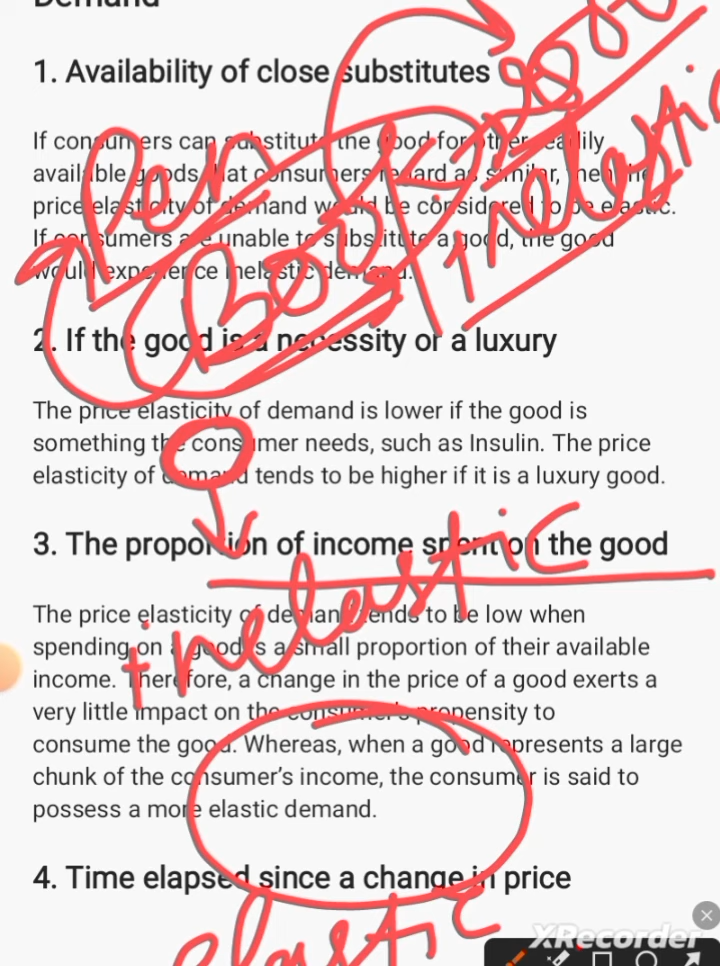 Demand
1. Availability of close substitutes
If consumers can substitute the good for other readily
available goods that consumers regard as similar, then the
price elasticity of demand would be considered to be elastic.
If consumers are unable to substitute a good, the good
would experience inelastic demand.
Pen
Book
inelastic
2. If the good is a necessity or a luxury
The price elasticity of demand is lower if the good is
something the consumer needs, such as Insulin. The price
elasticity of demand tends to be higher if it is a luxury good.
3. The proportion of income spent on the good
inelastic
The price elasticity of demand tends to be low when
spending on a good is a small proportion of their available
income. Therefore, a change in the price of a good exerts a
very little impact on the consumer's propensity to
consume the good. Whereas, when a good represents a large
chunk of the consumer's income, the consumer is said to
possess a more elastic demand.
4. Time elapsed since a change in price
elastic
XRecorder